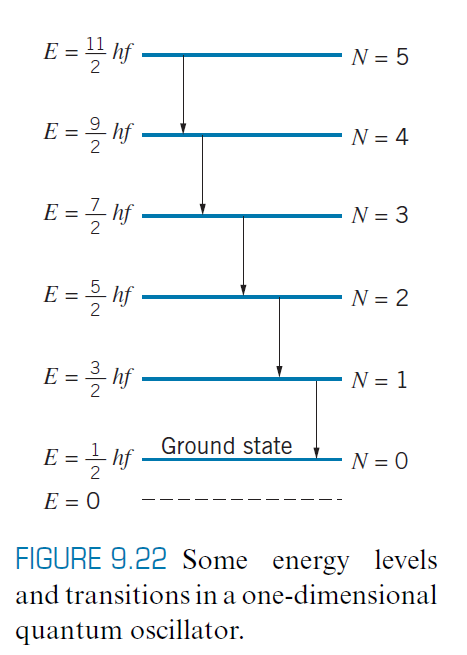 E = 11/2 hf N = 5
E = 9/2 hf N = 4
E = 7/2 hf N = 3
E = 5/2 hf N = 2
E = 3/2 hf N = 1
E = 1/2 hf Ground state N = 0
E = 0
FIGURE 9.22 Some energy levels
and transitions in a one-dimensional
quantum oscillator.